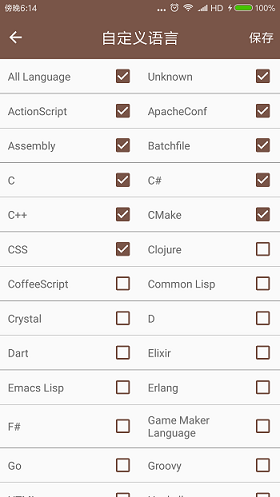 傍晚6:14 ... HD 100%
自定义语言 保存
All Language Unknown
ActionScript ApacheConf
Assembly Batchfile
C C#
C++ CMake
CSS Clojure
CoffeeScript Common Lisp
Crystal D
Dart Elixir
Emacs Lisp Erlang
F# Game Maker
Language
Go Groovy